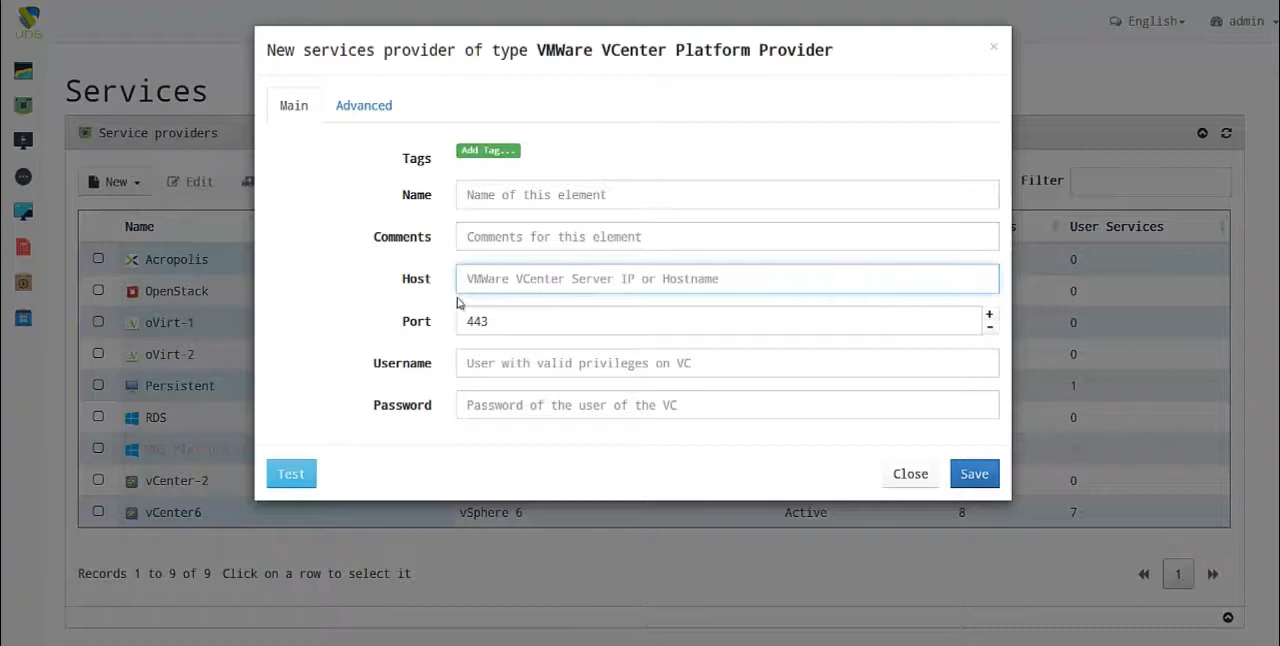 UDS
English
admin
New services provider of type VMWare VCenter Platform Provider
×
Services
Main
Advanced
Service providers
Tags
Add Tag...
New
Edit
Filter
Name
Name of this element
Name
s
User Services
Comments
Comments for this element
Acropolis
0
Host
VMWare VCenter Server IP or Hostname
OpenStack
0
Port
443
+
-
oVirt-1
0
oVirt-2
0
Username
User with valid privileges on VC
Persistent
1
Password
Password of the user of the VC
RDS
0
Test
Close
Save
vCenter-2
0
vCenter6
vSphere 6
Active
8
7
Records 1 to 9 of 9 Click on a row to select it
1